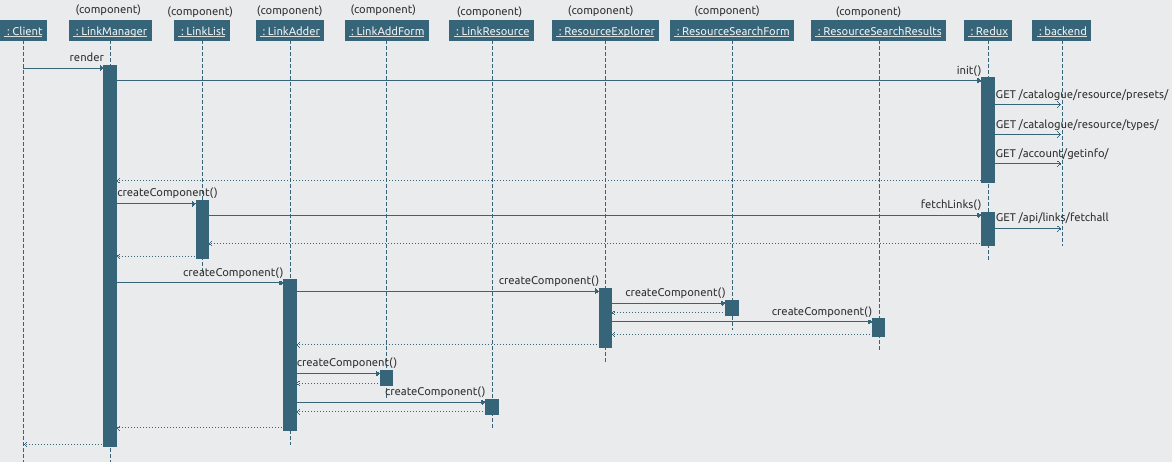 (component) (component) (component) (component) (component) (component) (component) (component)
: Client : LinkManager : LinkList : LinkAdder : LinkAddForm : LinkResource : ResourceExplorer : ResourceSearchForm : ResourceSearchResults : Redux : backend
render
init()
GET /catalogue/resource/presets/
GET /catalogue/resource/types/
GET /account/getinfo/
createComponent()
fetchLinks()
GET /api/links/fetchall
createComponent()
createComponent()
createComponent()
createComponent()
createComponent()
createComponent()